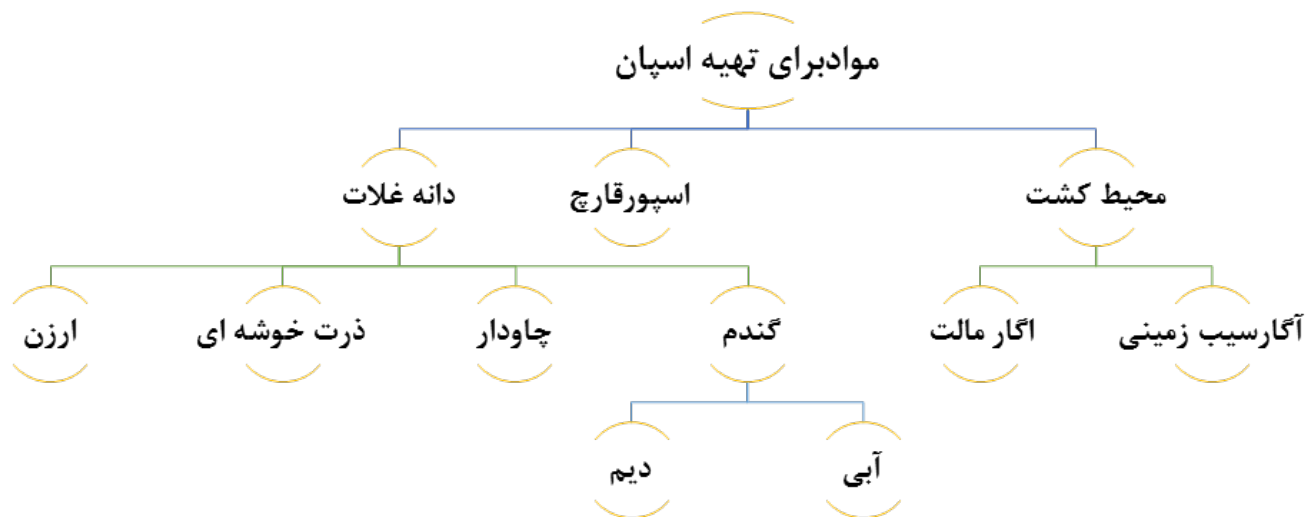 موادبرای تهیه اسپان
محیط کشت
اسپورقارچ
دانه غلات
آگارسیب زمینی
اگار مالت
گندم
چاودار
ذرت خوشه ای
ارزن
آبی
دیم